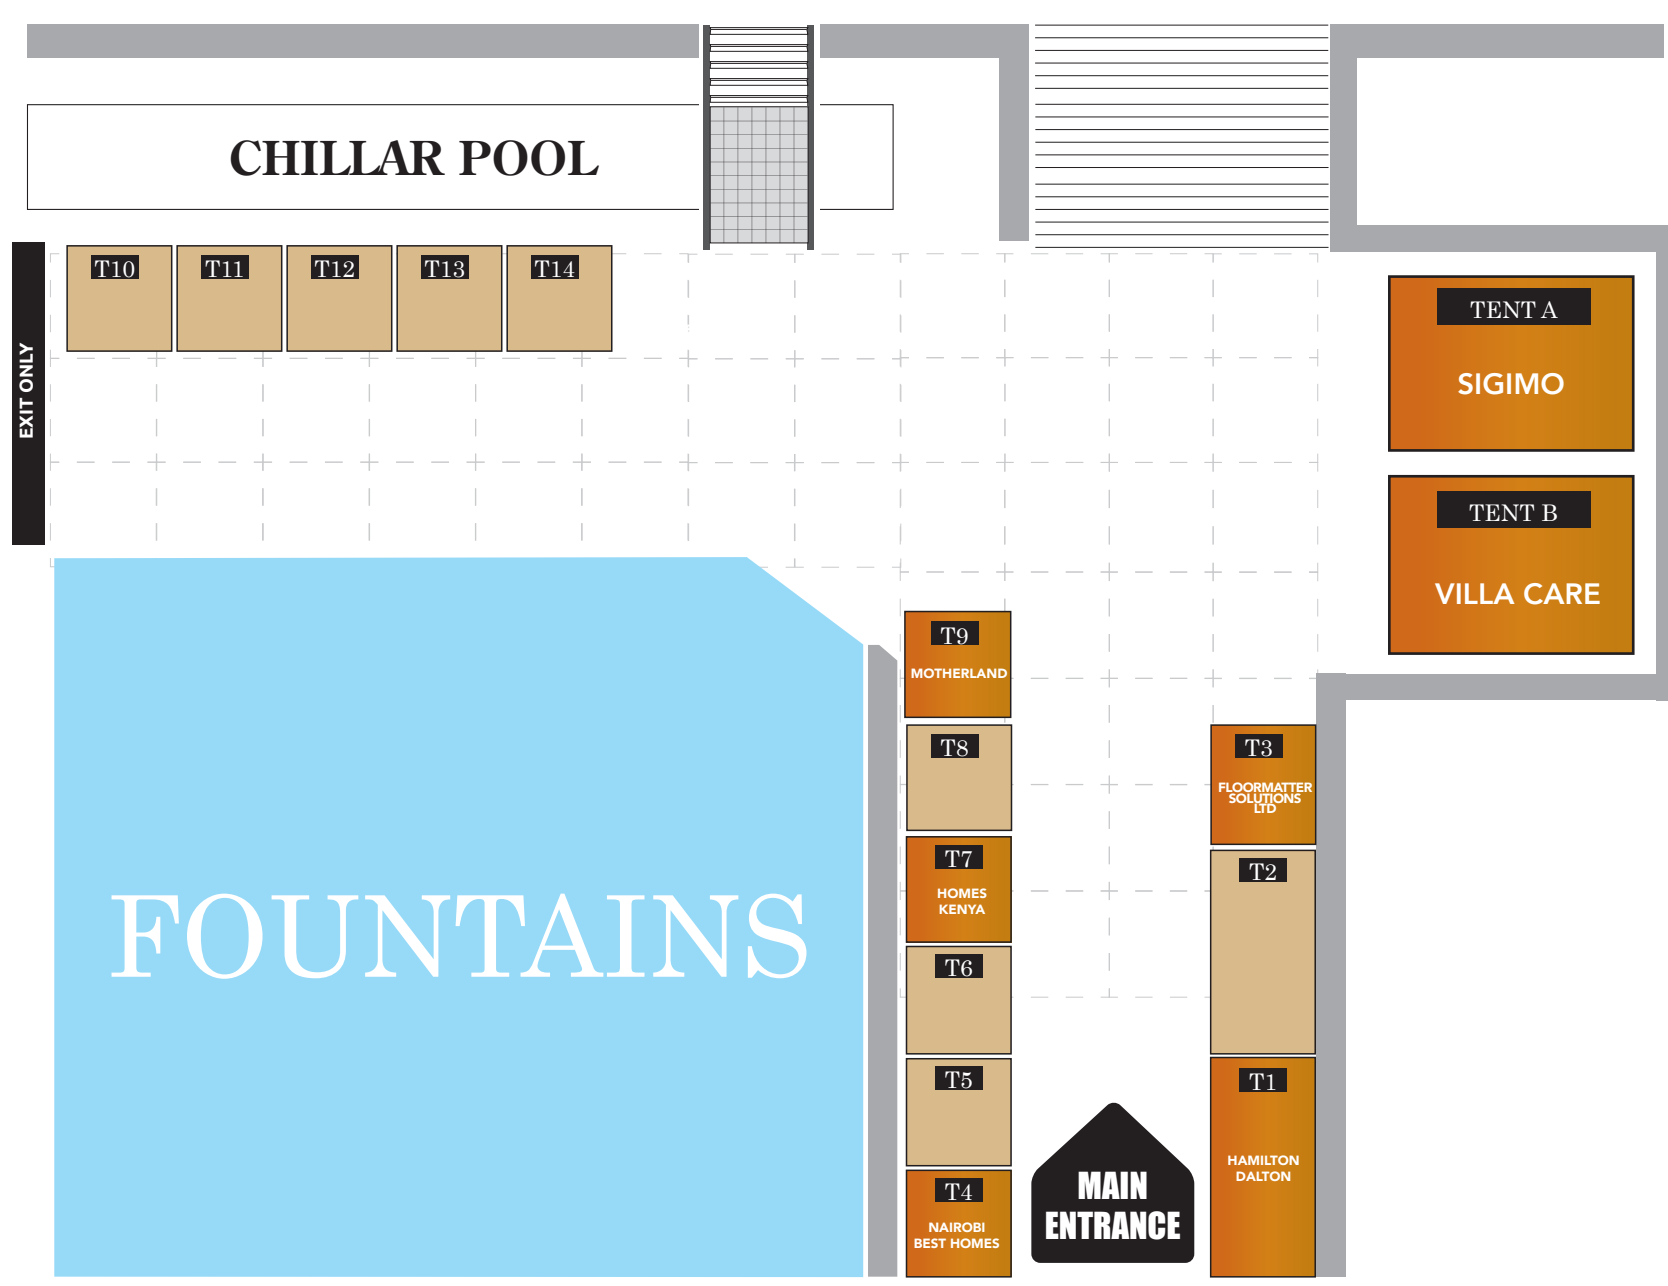 CHILLAR POOL
T10
T11
T12
T13
T14
EXIT ONLY
TENT A
SIGIMO
TENT B
VILLA CARE
T9
MOTHERLAND
T8
T3
FLOORMATTER
SOLUTIONS
LTD
T7
HOMES
KENYA
T2
FOUNTAINS
T6
T5
T1
HAMILTON
DALTON
MAIN
ENTRANCE
T4
NAIROBI
BEST HOMES